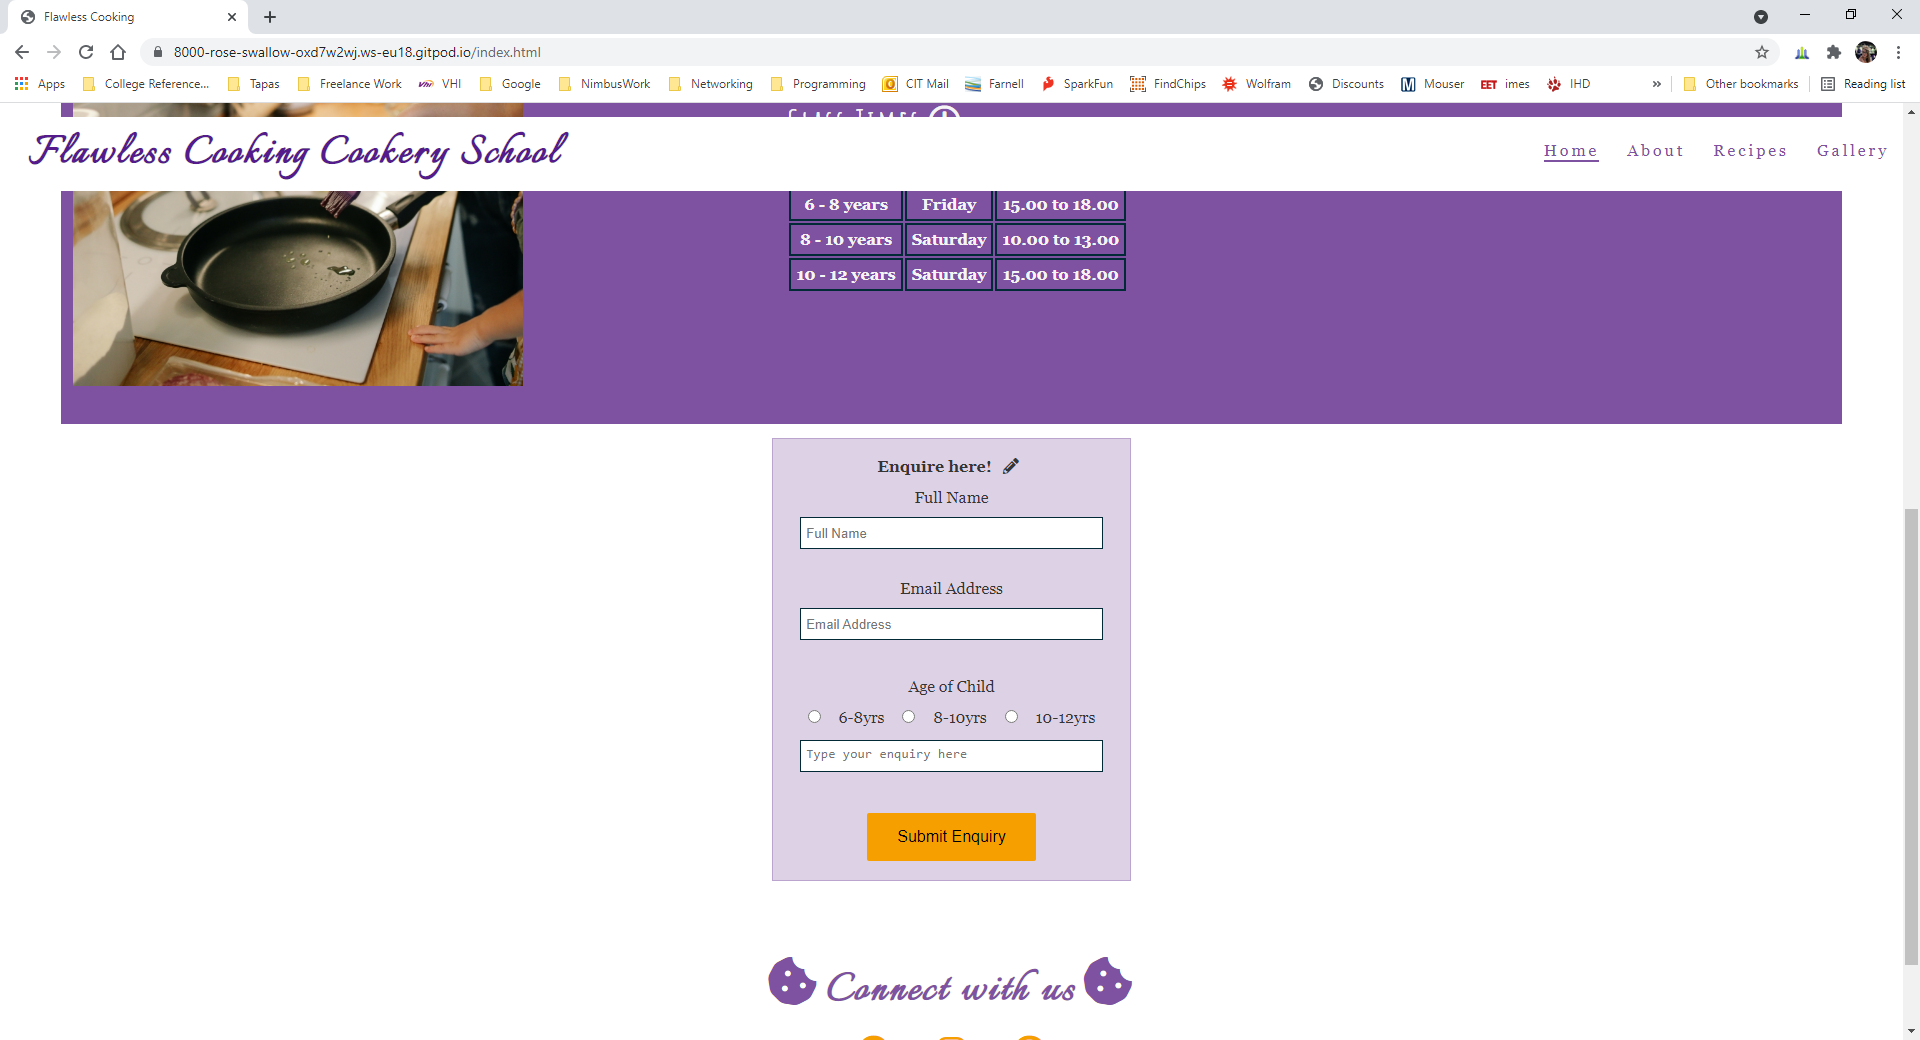 Flawless Cooking
8000-rose-swallow-oxd7w2wj.ws-eu18.gitpod.io/index.html
Apps College Reference... Tapas Freelance Work VHI Google NimbusWork Networking Programming CIT Mail Farnell SparkFun FindChips Wolfram Discounts Mouser imes IHD » Other bookmarks Reading list
Class Times
Flawless Cooking Cookery School
Home About Recipes Gallery
6 - 8 years Friday 15.00 to 18.00
8 - 10 years Saturday 10.00 to 13.00
10 - 12 years Saturday 15.00 to 18.00
Enquire here!
Full Name
Full Name
Email Address
Email Address
Age of Child
6-8yrs 8-10yrs 10-12yrs
Type your enquiry here
Submit Enquiry
Connect with us